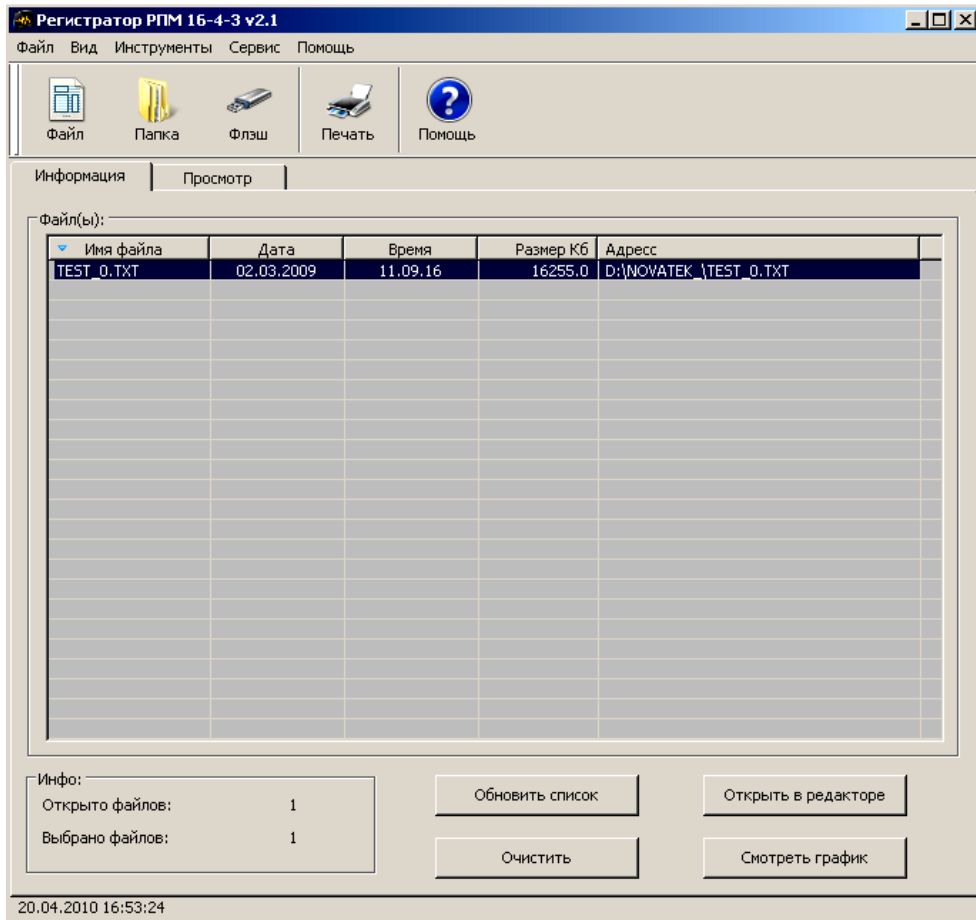 Регистратор РПМ 16-4-3 v2.1
Файл Вид Инструменты Сервис Помощь
Файл Папка Флэш Печать Помощь
Информация Просмотр
Файл(ы):
Имя файла Дата Время Размер Кб Адресс
TEST_0.TXT 02.03.2009 11.09.16 16255.0 D:\NOVATEK_\TEST_0.TXT
Инфо:
Открыто файлов: 1
Выбрано файлов: 1
Обновить список Открыть в редакторе
Очистить Смотреть график
20.04.2010 16:53:24